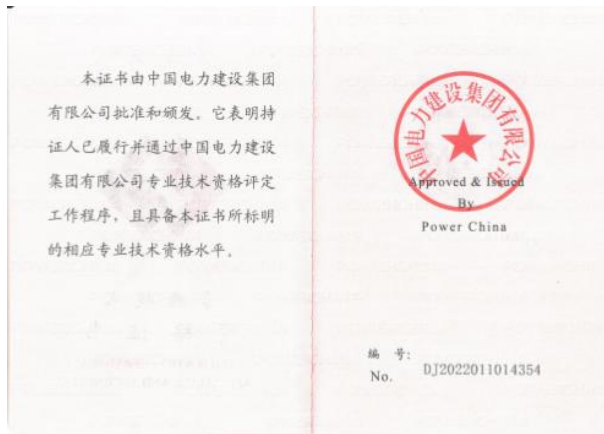 本证书由中国电力建设集团
有限公司批准和颁发。它表明持
证人已履行并通过中国电力建设
集团有限公司专业技术资格评定
工作程序，且具备本证书所标明
的相应专业技术资格水平。
中国电力建设集团有限公司
Approved & Issued
By
Power China
编 号:
No. DJ2022011014354